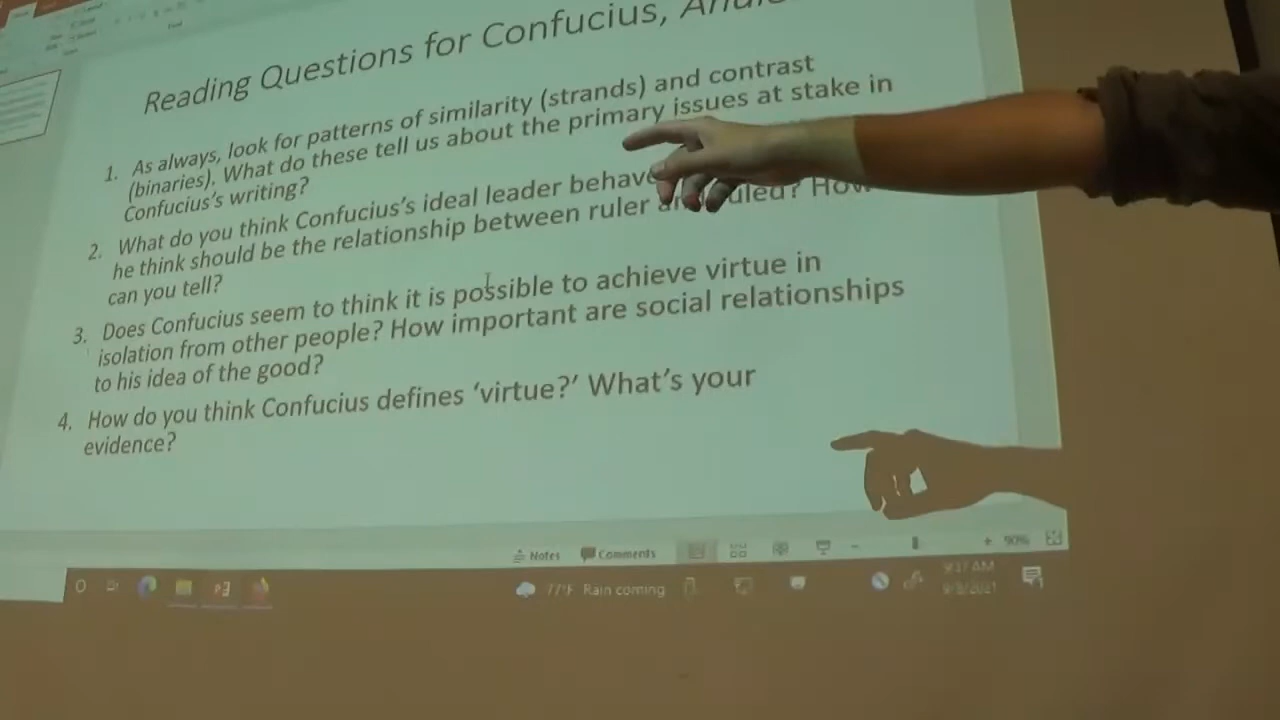 Reading Questions for Confucius,
1. As always, look for patterns of similarity (strands) and contrast
(binaries). What do these tell us about the primary issues at stake in
Confucius's writing?
2. What do you think Confucius's ideal leader
he think should be the relationship between ruler
can you tell?
3. Does Confucius seem to think it is possible to achieve virtue in
isolation from other people? How important are social relationships
to his idea of the good?
4. How do you think Confucius defines 'virtue?' What's your
evidence?
Notes Comments 90%
77°F Rain coming